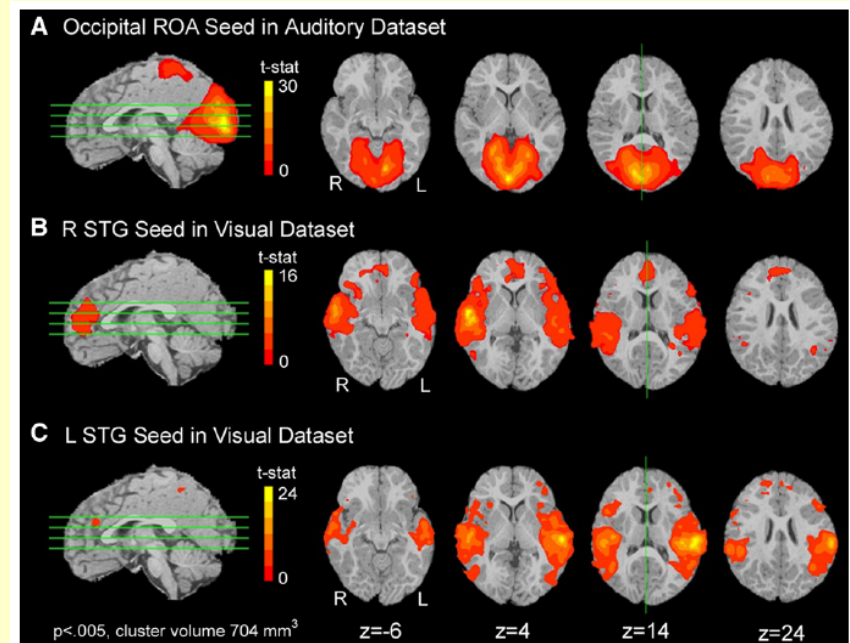 A Occipital ROA Seed in Auditory Dataset
t-stat
30
0
R L
B R STG Seed in Visual Dataset
t-stat
16
0
R L
C L STG Seed in Visual Dataset
t-stat
24
0
R L
p<.005, cluster volume 704 mm³ z=-6 z=4 z=14 z=24